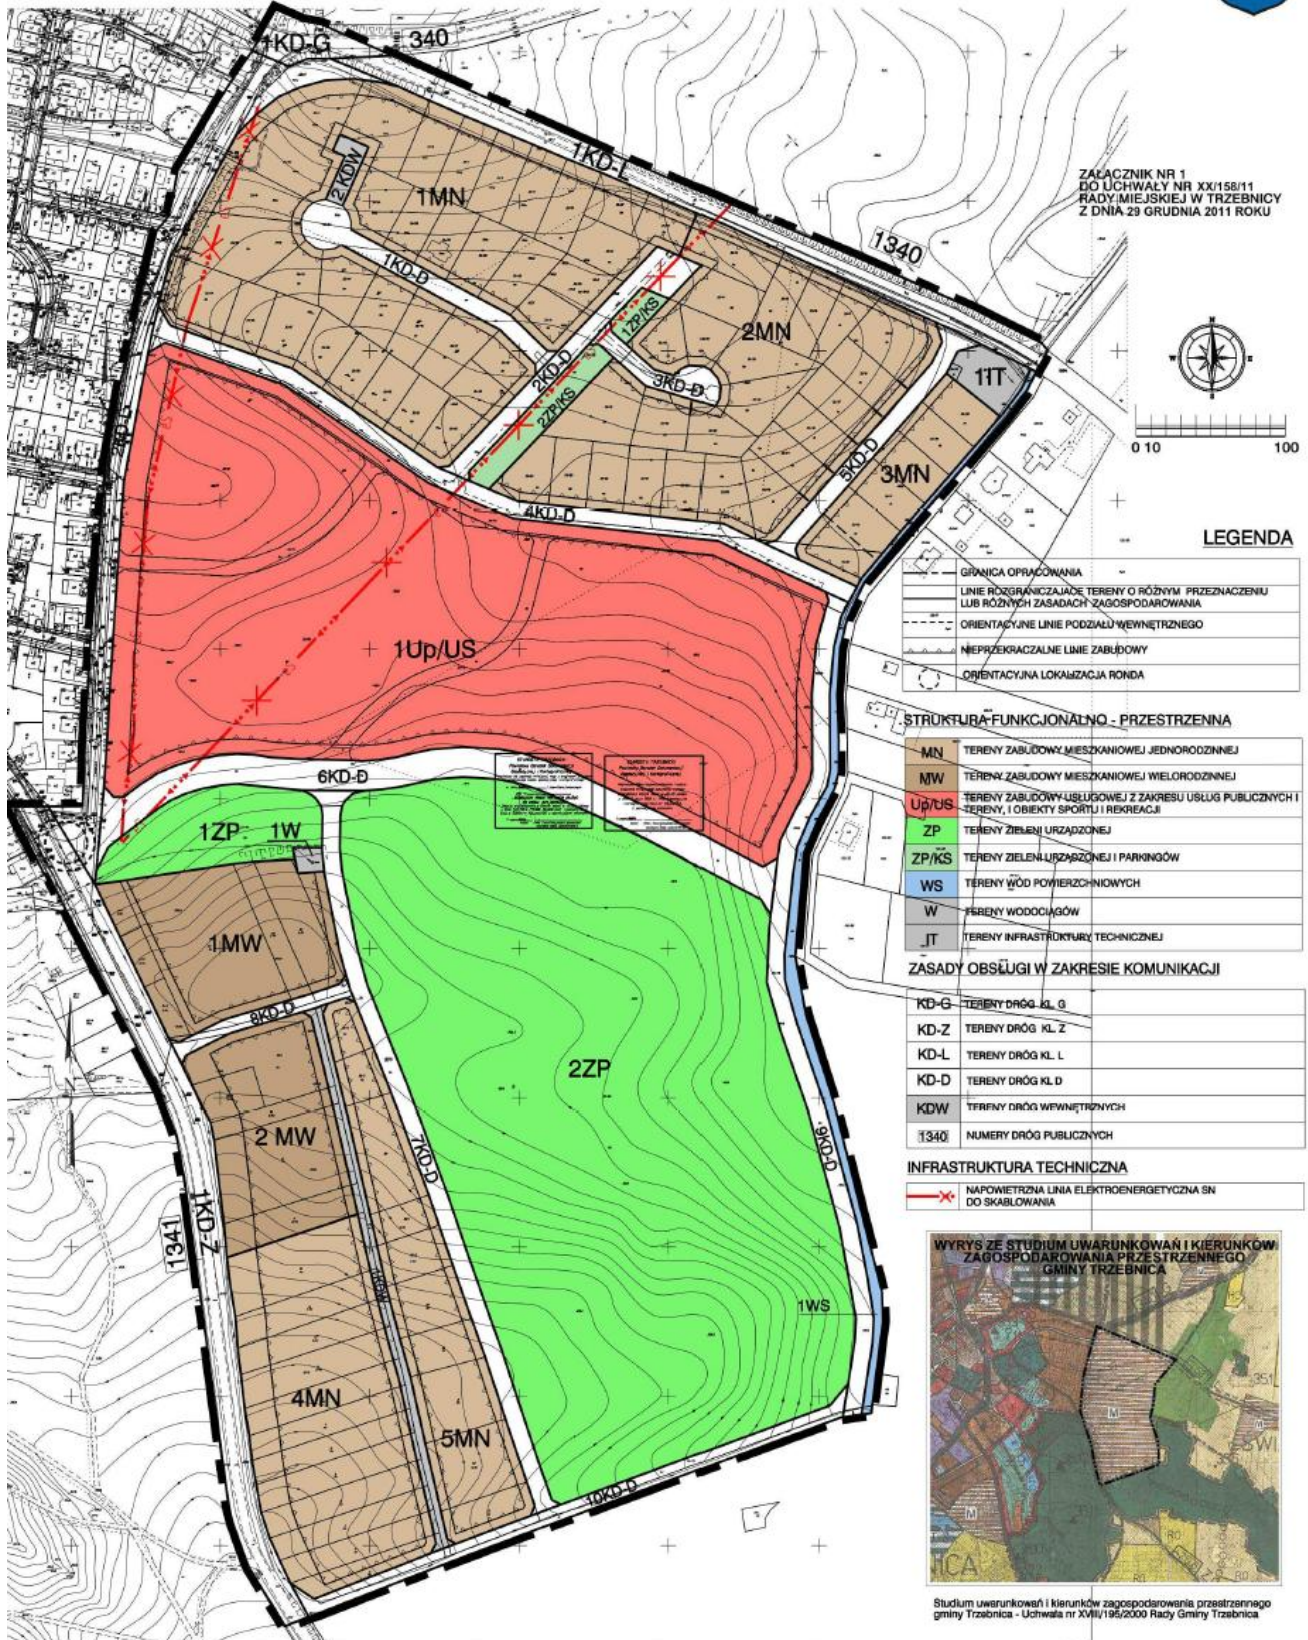 1KD-G
340
1KD-L
2 KDW
1MN
1340
1KD-D
1ZP/KS
2MN
2KD-D
3KD-D
2ZP/KS
1IT
5KD-D
3MN
4KD-D
1Up/US
6KD-D
1ZP
1W
1MW
8KD-D
2ZP
2 MW
7KD-D
9KD-D
1KD-Z
1341
1KDW
1WS
4MN
5MN
10KD-D
ZAŁĄCZNIK NR 1
DO UCHWAŁY NR XX/158/11
RADY MIEJSKIEJ W TRZEBNICY
Z DNIA 29 GRUDNIA 2011 ROKU
N
W E
S
0 10 100
LEGENDA
GRANICA OPRACOWANIA
LINIE ROZGRANICZAJĄCE TERENY O RÓŻNYM PRZEZNACZENIU
LUB RÓŻNYCH ZASADACH ZAGOSPODAROWANIA
ORIENTACYJNE LINIE PODZIAŁU WEWNĘTRZNEGO
NIEPRZEKRACZALNE LINIE ZABUDOWY
ORIENTACYJNA LOKALIZACJA RONDA
STRUKTURA FUNKCJONALNO - PRZESTRZENNA
MN TERENY ZABUDOWY MIESZKANIOWEJ JEDNORODZINNEJ
MW TERENY ZABUDOWY MIESZKANIOWEJ WIELORODZINNEJ
Up/US TERENY ZABUDOWY USŁUGOWEJ Z ZAKRESU USŁUG PUBLICZNYCH I
TERENY, I OBIEKTY SPORTU I REKREACJI
ZP TERENY ZIELENI URZĄDZONEJ
ZP/KS TERENY ZIELENI URZĄDZONEJ I PARKINGÓW
WS TERENY WÓD POWIERZCHNIOWYCH
W TERENY WODOCIĄGÓW
IT TERENY INFRASTRUKTURY TECHNICZNEJ
ZASADY OBSŁUGI W ZAKRESIE KOMUNIKACJI
KD-G TERENY DRÓG KL. G
KD-Z TERENY DRÓG KL. Z
KD-L TERENY DRÓG KL. L
KD-D TERENY DRÓG KL D
KDW TERENY DRÓG WEWNĘTRZNYCH
1340 NUMERY DRÓG PUBLICZNYCH
INFRASTRUKTURA TECHNICZNA
NAPOWIETRZNA LINIA ELEKTROENERGETYCZNA SN
DO SKABLOWANIA
WYRYS ZE STUDIUM UWARUNKOWAŃ I KIERUNKÓW
ZAGOSPODAROWANIA PRZESTRZENNEGO
GMINY TRZEBNICA
351
M
M
SWI
M
RO
ICA
RO
RO
Studium uwarunkowań i kierunków zagospodarowania przestrzennego
gminy Trzebnica - Uchwała nr XVIII/195/2000 Rady Gminy Trzebnica